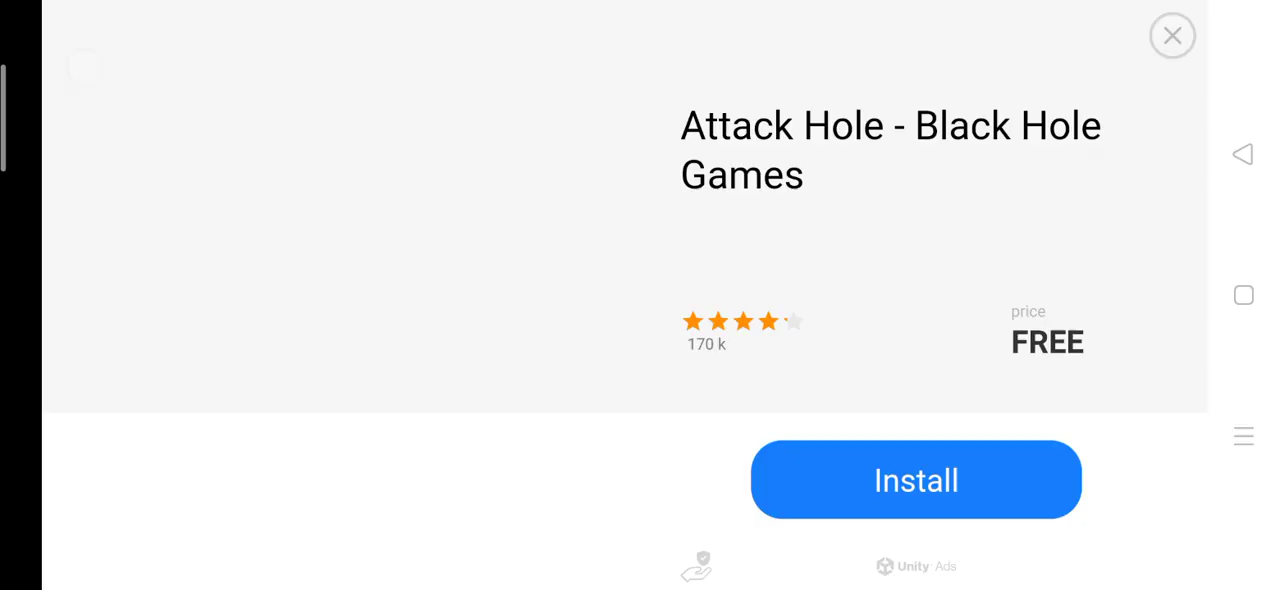 Attack Hole - Black Hole
Games
170 k
price
FREE
Install
Unity Ads